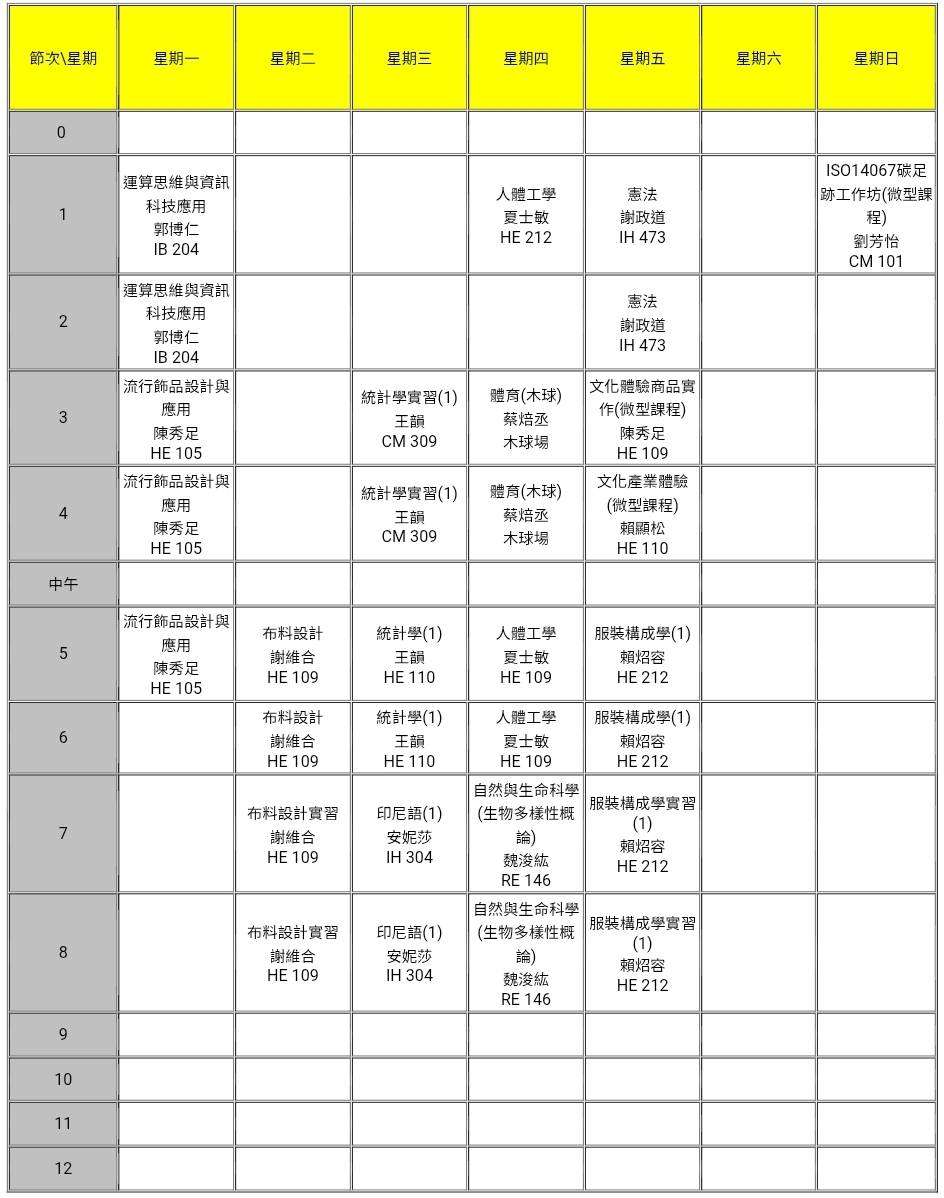 節次\星期
星期一
星期二
星期三
星期四
星期五
星期六
星期日
0
1
運算思維與資訊
科技應用
郭博仁
IB 204
人體工學
夏士敏
HE 212
憲法
謝政道
IH 473
ISO14067碳足
跡工作坊(微型課
程)
劉芳怡
CM 101
2
運算思維與資訊
科技應用
郭博仁
IB 204
憲法
謝政道
IH 473
3
流行飾品設計與
應用
陳秀足
HE 105
統計學實習(1)
王韻
CM 309
體育(木球)
蔡焙丞
木球場
文化體驗商品實
作(微型課程)
陳秀足
HE 109
4
流行飾品設計與
應用
陳秀足
HE 105
統計學實習(1)
王韻
CM 309
體育(木球)
蔡焙丞
木球場
文化產業體驗
(微型課程)
賴顯松
HE 110
中午
5
流行飾品設計與
應用
陳秀足
HE 105
布料設計
謝維合
HE 109
統計學(1)
王韻
HE 110
人體工學
夏士敏
HE 109
服裝構成學(1)
賴炤容
HE 212
6
布料設計
謝維合
HE 109
統計學(1)
王韻
HE 110
人體工學
夏士敏
HE 109
服裝構成學(1)
賴炤容
HE 212
7
布料設計實習
謝維合
HE 109
印尼語(1)
安妮莎
IH 304
自然與生命科學
(生物多樣性概
論)
魏浚紘
RE 146
服裝構成學實習
(1)
賴炤容
HE 212
8
布料設計實習
謝維合
HE 109
印尼語(1)
安妮莎
IH 304
自然與生命科學
(生物多樣性概
論)
魏浚紘
RE 146
服裝構成學實習
(1)
賴炤容
HE 212
9
10
11
12